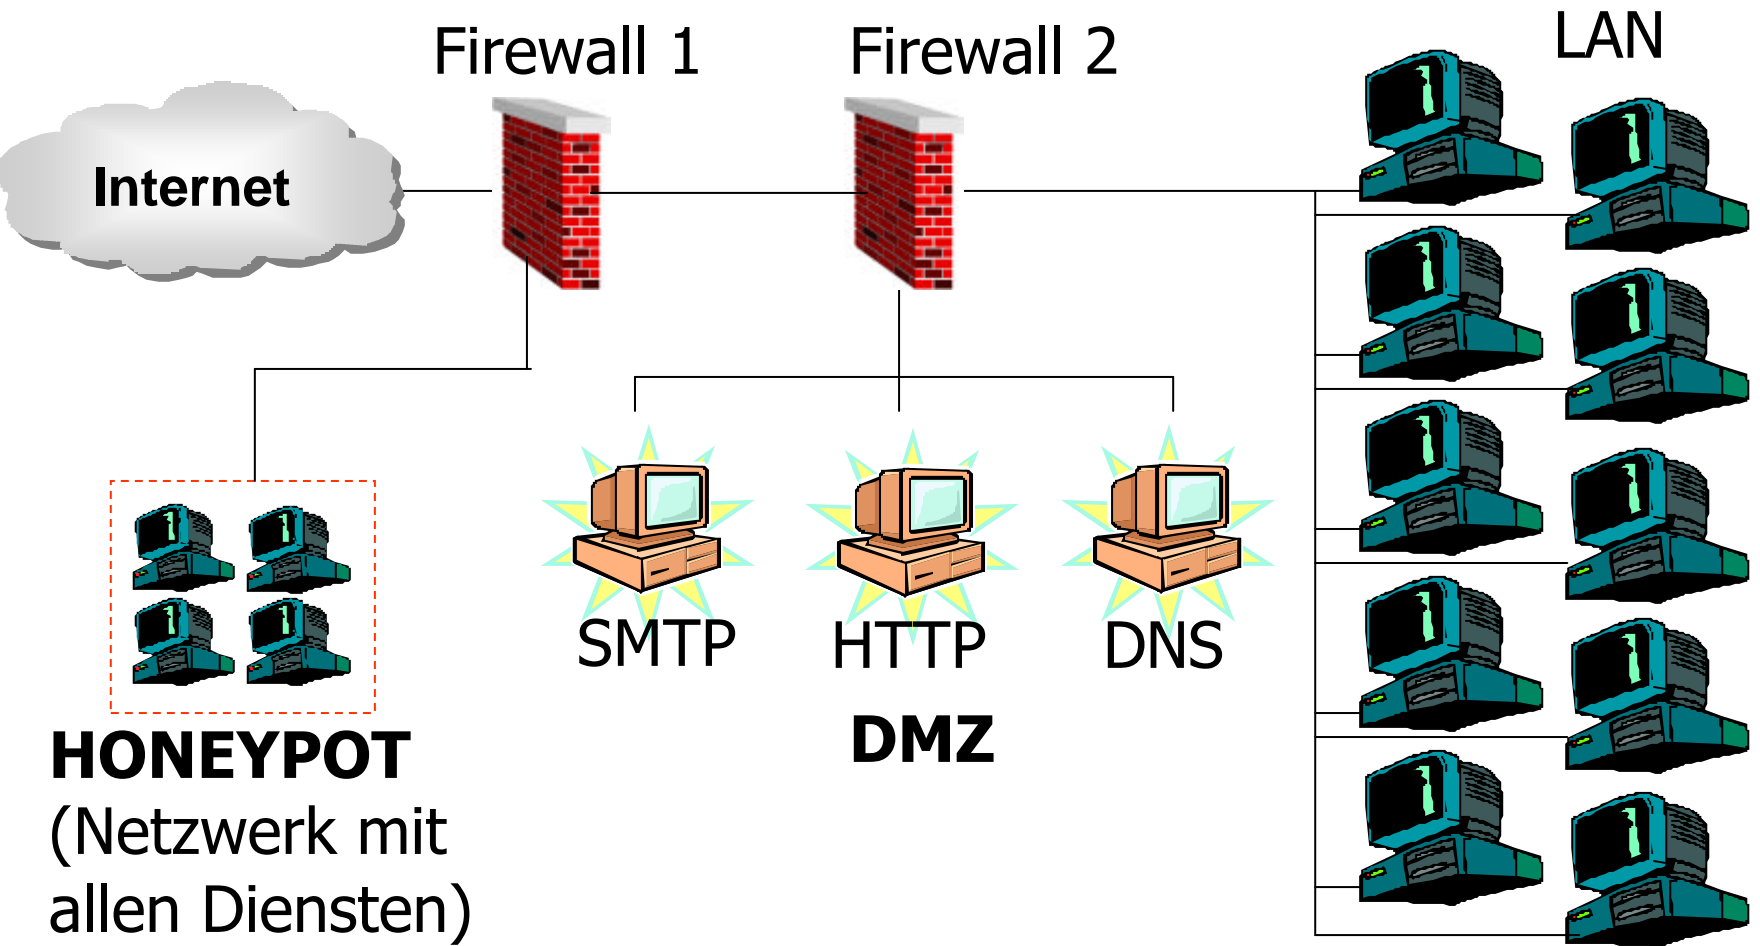 Firewall 1
Firewall 2
LAN
Internet
SMTP
HTTP
DNS
DMZ
HONEYPOT
(Netzwerk mit
allen Diensten)